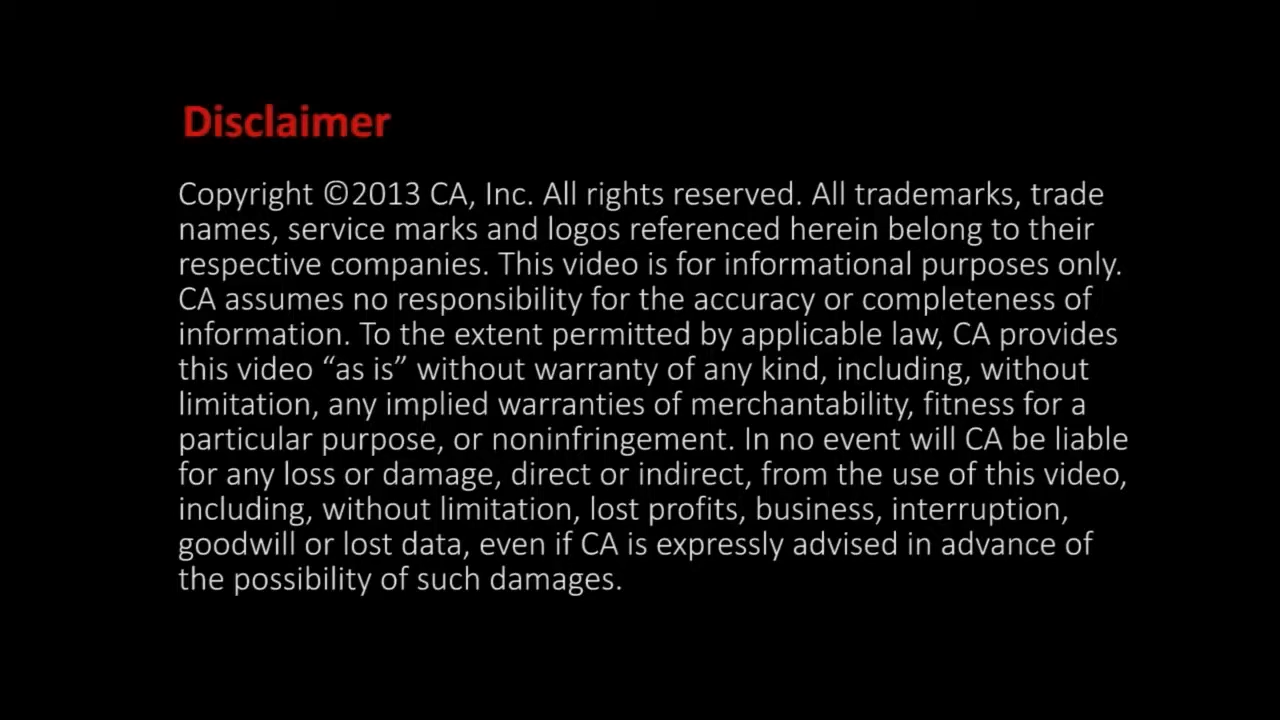 Disclaimer
Copyright ©2013 CA, Inc. All rights reserved. All trademarks, trade
names, service marks and logos referenced herein belong to their
respective companies. This video is for informational purposes only.
CA assumes no responsibility for the accuracy or completeness of
information. To the extent permitted by applicable law, CA provides
this video “as is” without warranty of any kind, including, without
limitation, any implied warranties of merchantability, fitness for a
particular purpose, or noninfringement. In no event will CA be liable
for any loss or damage, direct or indirect, from the use of this video,
including, without limitation, lost profits, business, interruption,
goodwill or lost data, even if CA is expressly advised in advance of
the possibility of such damages.